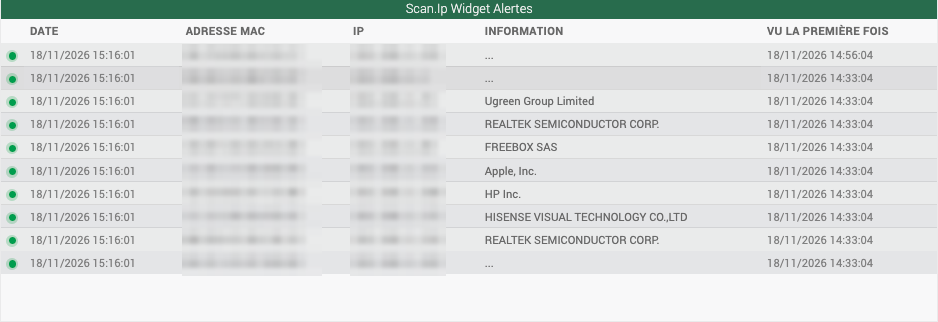 Scan.Ip Widget Alertes
DATE ADRESSE MAC IP INFORMATION VU LA PREMIÈRE FOIS
18/11/2026 15:16:01 ... 18/11/2026 14:56:04
18/11/2026 15:16:01 ... 18/11/2026 14:33:04
18/11/2026 15:16:01 Ugreen Group Limited 18/11/2026 14:33:04
18/11/2026 15:16:01 REALTEK SEMICONDUCTOR CORP. 18/11/2026 14:33:04
18/11/2026 15:16:01 FREEBOX SAS 18/11/2026 14:33:04
18/11/2026 15:16:01 Apple, Inc. 18/11/2026 14:33:04
18/11/2026 15:16:01 HP Inc. 18/11/2026 14:33:04
18/11/2026 15:16:01 HISENSE VISUAL TECHNOLOGY CO.,LTD 18/11/2026 14:33:04
18/11/2026 15:16:01 REALTEK SEMICONDUCTOR CORP. 18/11/2026 14:33:04
18/11/2026 15:16:01 ... 18/11/2026 14:33:04